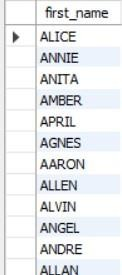 first_name
ALICE
ANNIE
ANITA
AMBER
APRIL
AGNES
AARON
ALLEN
ALVIN
ANGEL
ANDRE
ALLAN